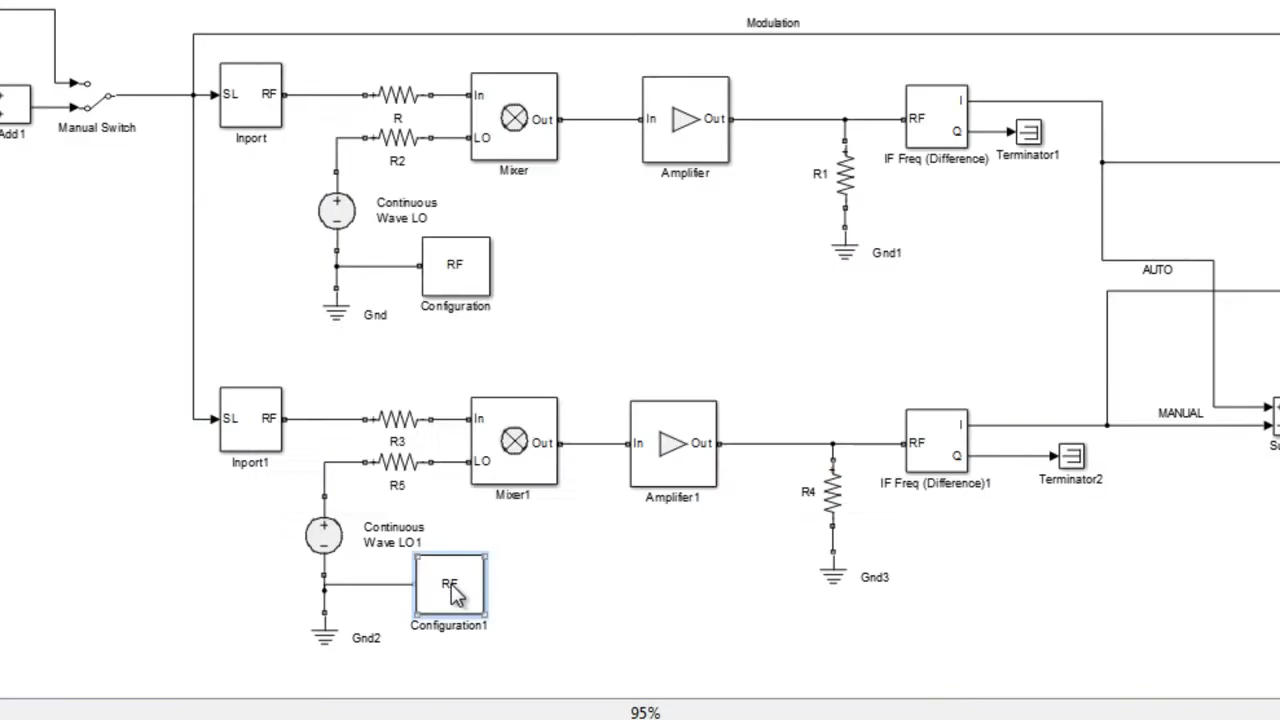 Modulation
Add1
Manual Switch
SL RF
Inport
R
R2
In
LO
Out
Mixer
In Out
Amplifier
R1
Gnd1
RF I
Q
IF Freq (Difference)
Terminator1
Continuous
Wave LO
RF
Configuration
Gnd
AUTO
MANUAL
SL RF
Inport1
R3
R5
In
LO
Out
Mixer1
In Out
Amplifier1
R4
Gnd3
RF I
Q
IF Freq (Difference)1
Terminator2
Continuous
Wave LO1
RF
Configuration1
Gnd2
95%